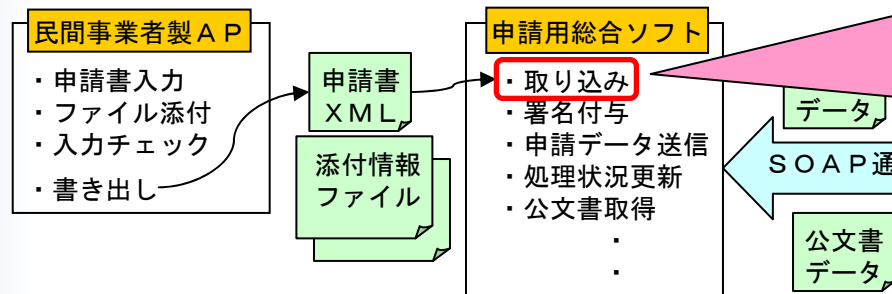 民間事業者製ＡＰ
・申請書入力
・ファイル添付
・入力チェック
・書き出し
申請書
ＸＭＬ
添付情報
ファイル
申請用総合ソフト
・取り込み
・署名付与
・申請データ送信
・処理状況更新
・公文書取得
・
・
データ
ＳＯＡＰ通
公文書
データ